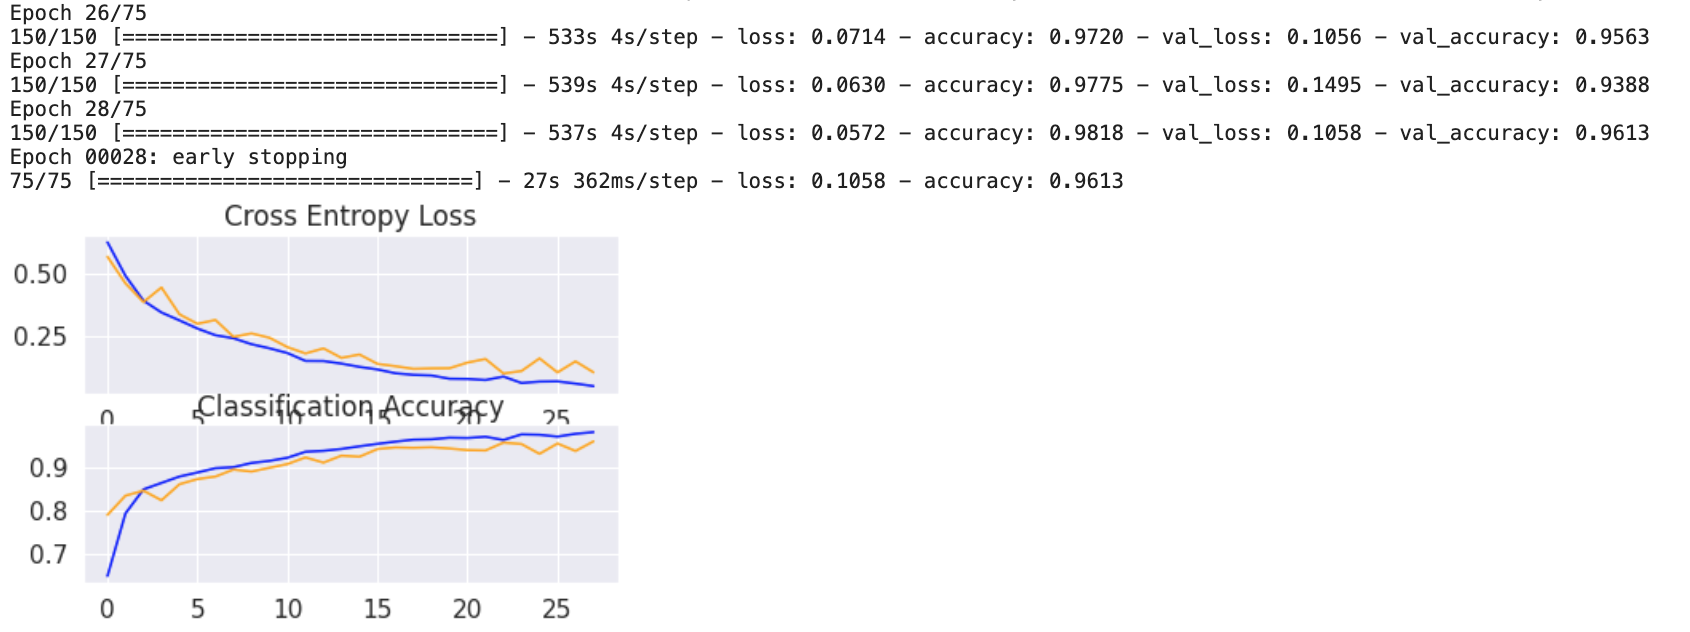 Epoch 26/75
150/150 [==============================] - 533s 4s/step - loss: 0.0714 - accuracy: 0.9720 - val_loss: 0.1056 - val_accuracy: 0.9563
Epoch 27/75
150/150 [==============================] - 539s 4s/step - loss: 0.0630 - accuracy: 0.9775 - val_loss: 0.1495 - val_accuracy: 0.9388
Epoch 28/75
150/150 [==============================] - 537s 4s/step - loss: 0.0572 - accuracy: 0.9818 - val_loss: 0.1058 - val_accuracy: 0.9613
Epoch 00028: early stopping
75/75 [==============================] - 27s 362ms/step - loss: 0.1058 - accuracy: 0.9613
Cross Entropy Loss
0.50
0.25
0 5 10 15 20 25
Classification Accuracy
0.9
0.8
0.7
0 5 10 15 20 25